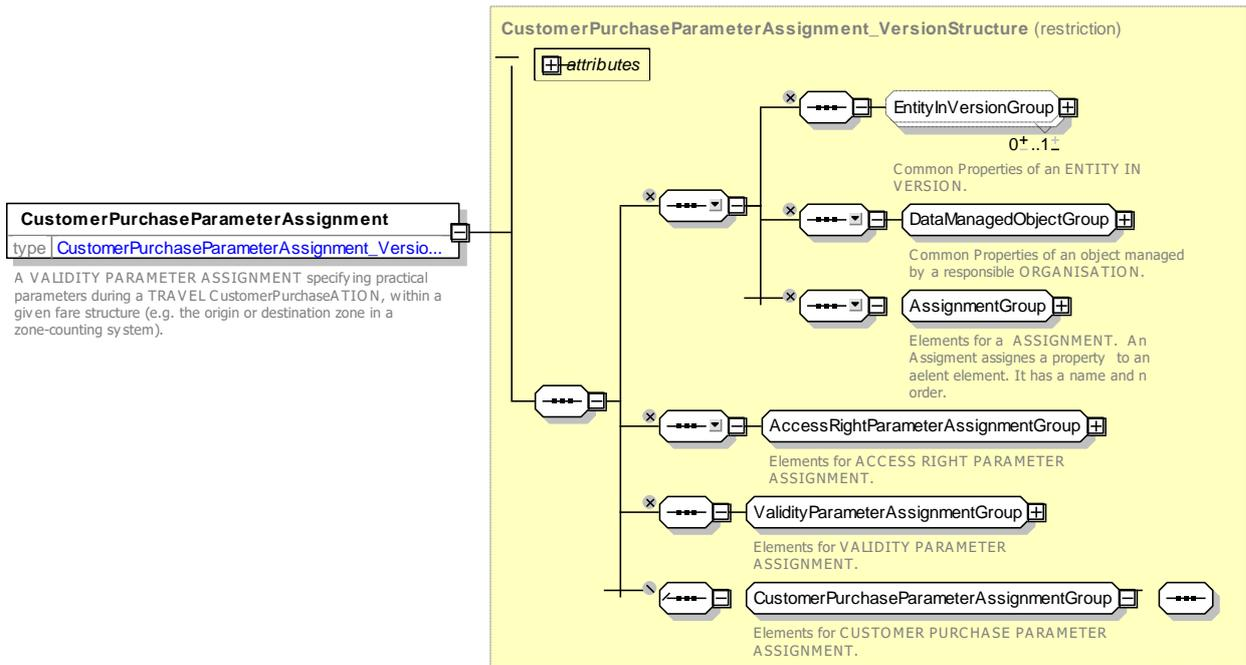 CustomerPurchaseParameterAssignment_VersionStructure (restriction)
attributes
EntityInVersionGroup
0..1
Common Properties of an ENTITY IN
VERSION.
CustomerPurchaseParameterAssignment
type CustomerPurchaseParameterAssignment_Versio...
A VALIDITY PARAMETER ASSIGNMENT specifying practical
parameters during a TRAVEL CustomerPurchaseATION, within a
given fare structure (e.g. the origin or destination zone in a
zone-counting system).
DataManagedObjectGroup
Common Properties of an object managed
by a responsible ORGANISATION.
AssignmentGroup
Elements for a ASSIGNMENT. An
Assigment assignes a property to an
aelent element. It has a name and n
order.
AccessRightParameterAssignmentGroup
Elements for ACCESS RIGHT PARAMETER
ASSIGNMENT.
ValidityParameterAssignmentGroup
Elements for VALIDITY PARAMETER
ASSIGNMENT.
CustomerPurchaseParameterAssignmentGroup
Elements for CUSTOMER PURCHASE PARAMETER
ASSIGNMENT.